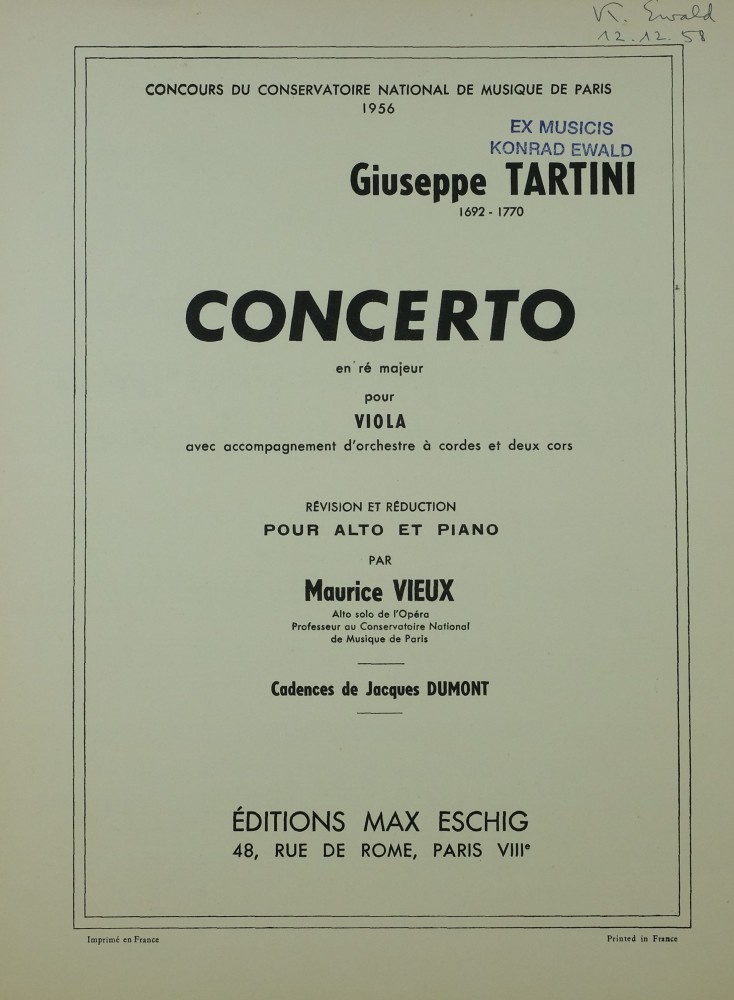 K. Ewald
12.12.58
CONCOURS DU CONSERVATOIRE NATIONAL DE MUSIQUE DE PARIS
1956
EX MUSICIS
KONRAD EWALD
Giuseppe TARTINI
1692 - 1770
CONCERTO
en ré majeur
pour
VIOLA
avec accompagnement d'orchestre à cordes et deux cors
RÉVISION ET RÉDUCTION
POUR ALTO ET PIANO
PAR
Maurice VIEUX
Alto solo de l'Opéra
Professeur au Conservatoire National
de Musique de Paris
Cadences de Jacques DUMONT
ÉDITIONS MAX ESCHIG
48, RUE DE ROME, PARIS VIIIe
Imprimé en France
Printed in France